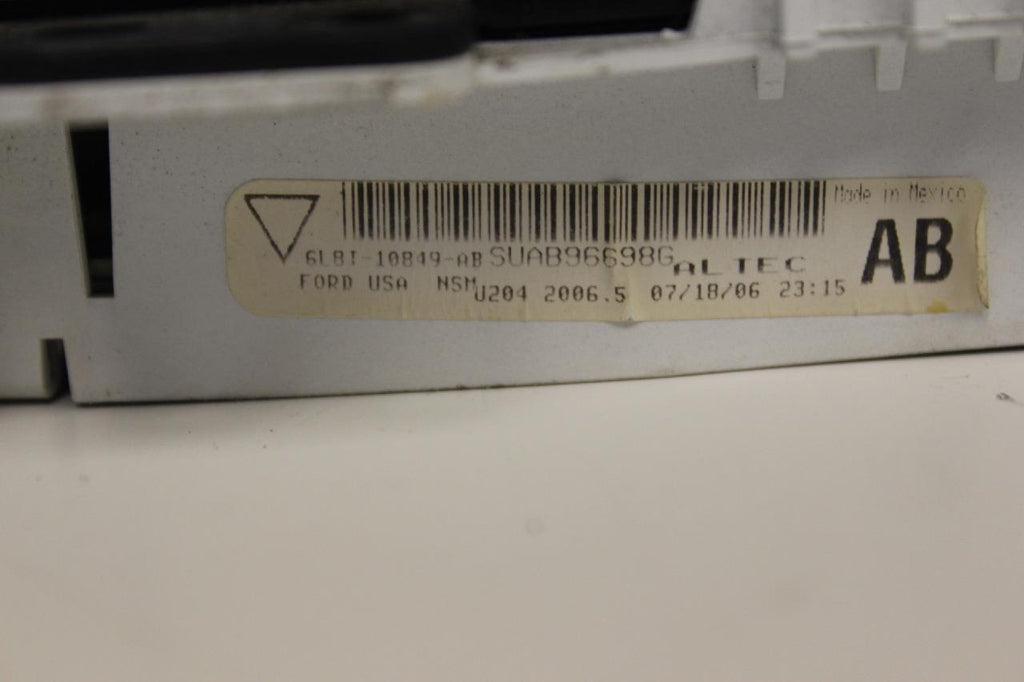 Made in Mexico
6L8T-10849-AB SUAB96698G ALTEC AB
FORD USA NSM U204 2006.5 07/18/06 23:15